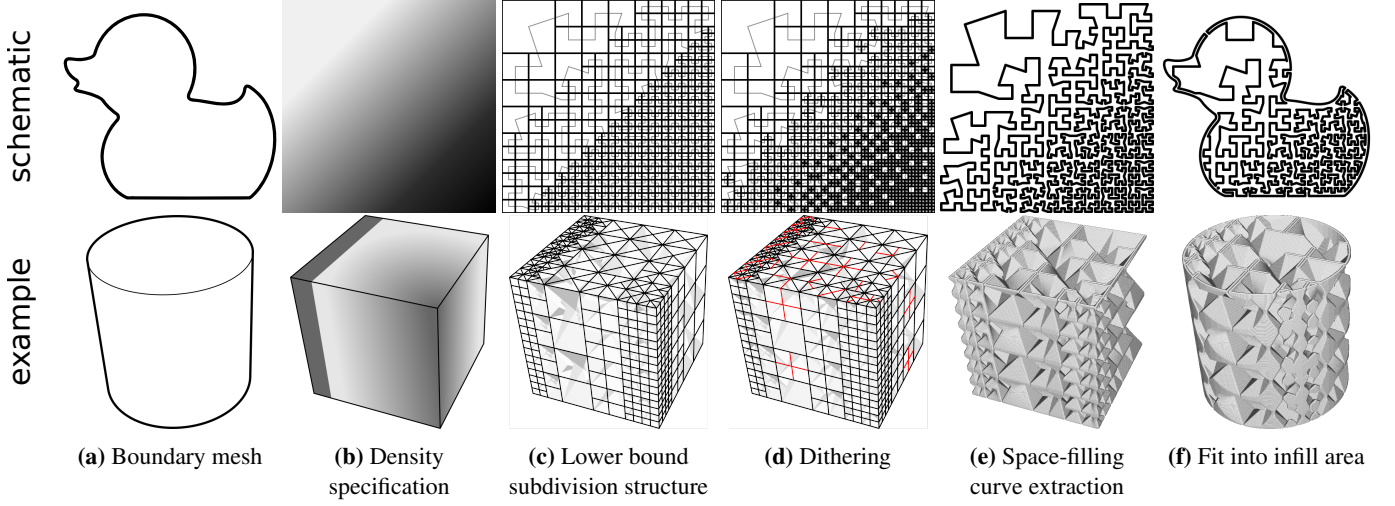 schematic
example
(a) Boundary mesh
(b) Density
specification
(c) Lower bound
subdivision structure
(d) Dithering
(e) Space-filling
curve extraction
(f) Fit into infill area